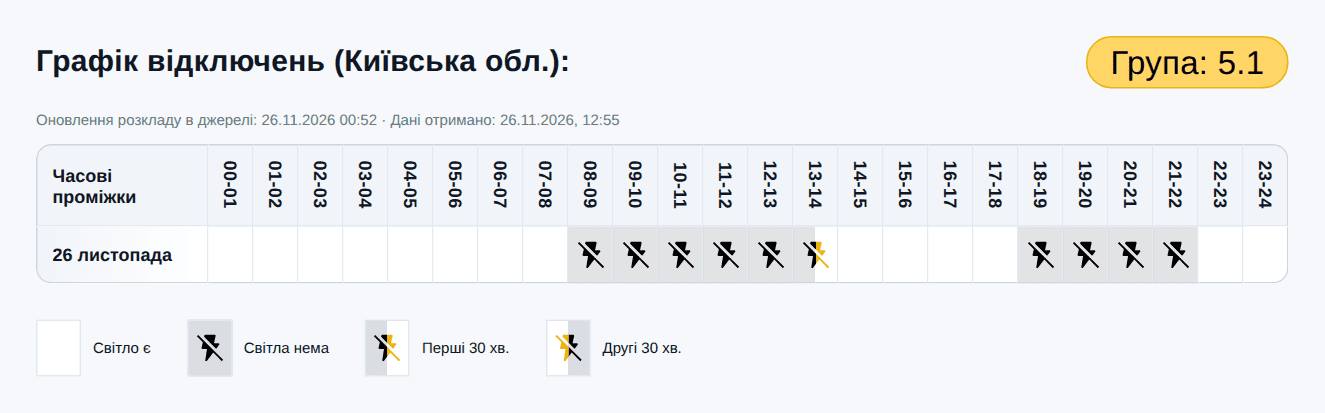 Графік відключень (Київська обл.):
Група: 5.1
Оновлення розкладу в джерелі: 26.11.2026 00:52 · Дані отримано: 26.11.2026, 12:55
Часові
проміжки
00-01
01-02
02-03
03-04
04-05
05-06
06-07
07-08
08-09
09-10
10-11
11-12
12-13
13-14
14-15
15-16
16-17
17-18
18-19
19-20
20-21
21-22
22-23
23-24
26 листопада
Світло є
Світла нема
Перші 30 хв.
Другі 30 хв.